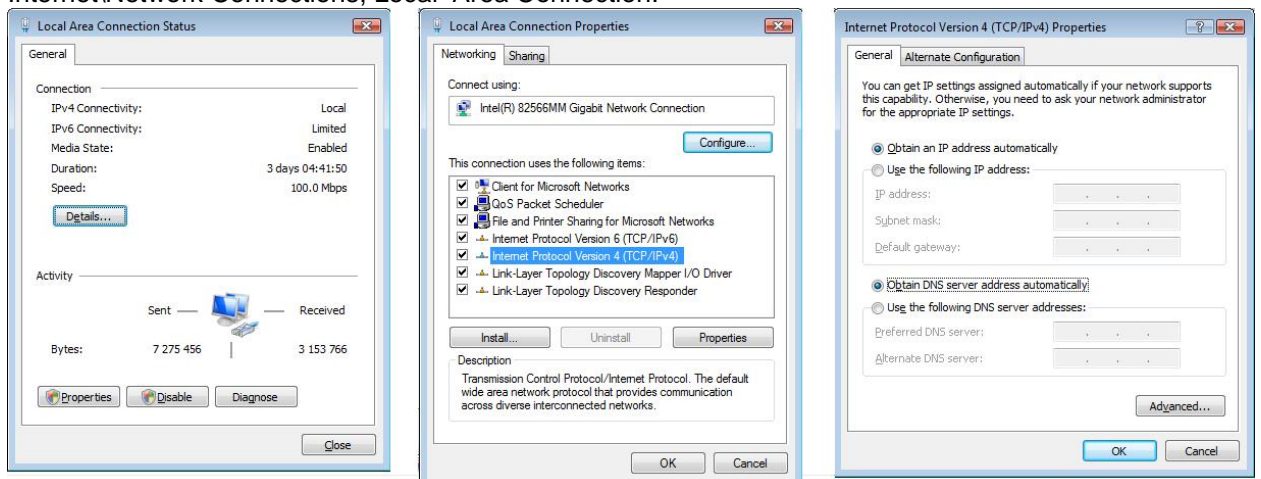 Internet\Network Connections, Local Area Connection.
Local Area Connection Status
General
Connection
IPv4 Connectivity: Local
IPv6 Connectivity: Limited
Media State: Enabled
Duration: 3 days 04:41:50
Speed: 100.0 Mbps
Details...
Activity
Sent Received
Bytes: 7 275 456 3 153 766
Properties Disable Diagnose
Close
Local Area Connection Properties
Networking Sharing
Connect using:
Intel(R) 82566MM Gigabit Network Connection
Configure...
This connection uses the following items:
Client for Microsoft Networks
QoS Packet Scheduler
File and Printer Sharing for Microsoft Networks
Internet Protocol Version 6 (TCP/IPv6)
Internet Protocol Version 4 (TCP/IPv4)
Link-Layer Topology Discovery Mapper I/O Driver
Link-Layer Topology Discovery Responder
Install... Uninstall Properties
Description
Transmission Control Protocol/Internet Protocol. The default
wide area network protocol that provides communication
across diverse interconnected networks.
OK Cancel
Internet Protocol Version 4 (TCP/IPv4) Properties
General Alternate Configuration
You can get IP settings assigned automatically if your network supports
this capability. Otherwise, you need to ask your network administrator
for the appropriate IP settings.
Obtain an IP address automatically
Use the following IP address:
IP address:
Subnet mask:
Default gateway:
Obtain DNS server address automatically
Use the following DNS server addresses:
Preferred DNS server:
Alternate DNS server:
Advanced...
OK Cancel